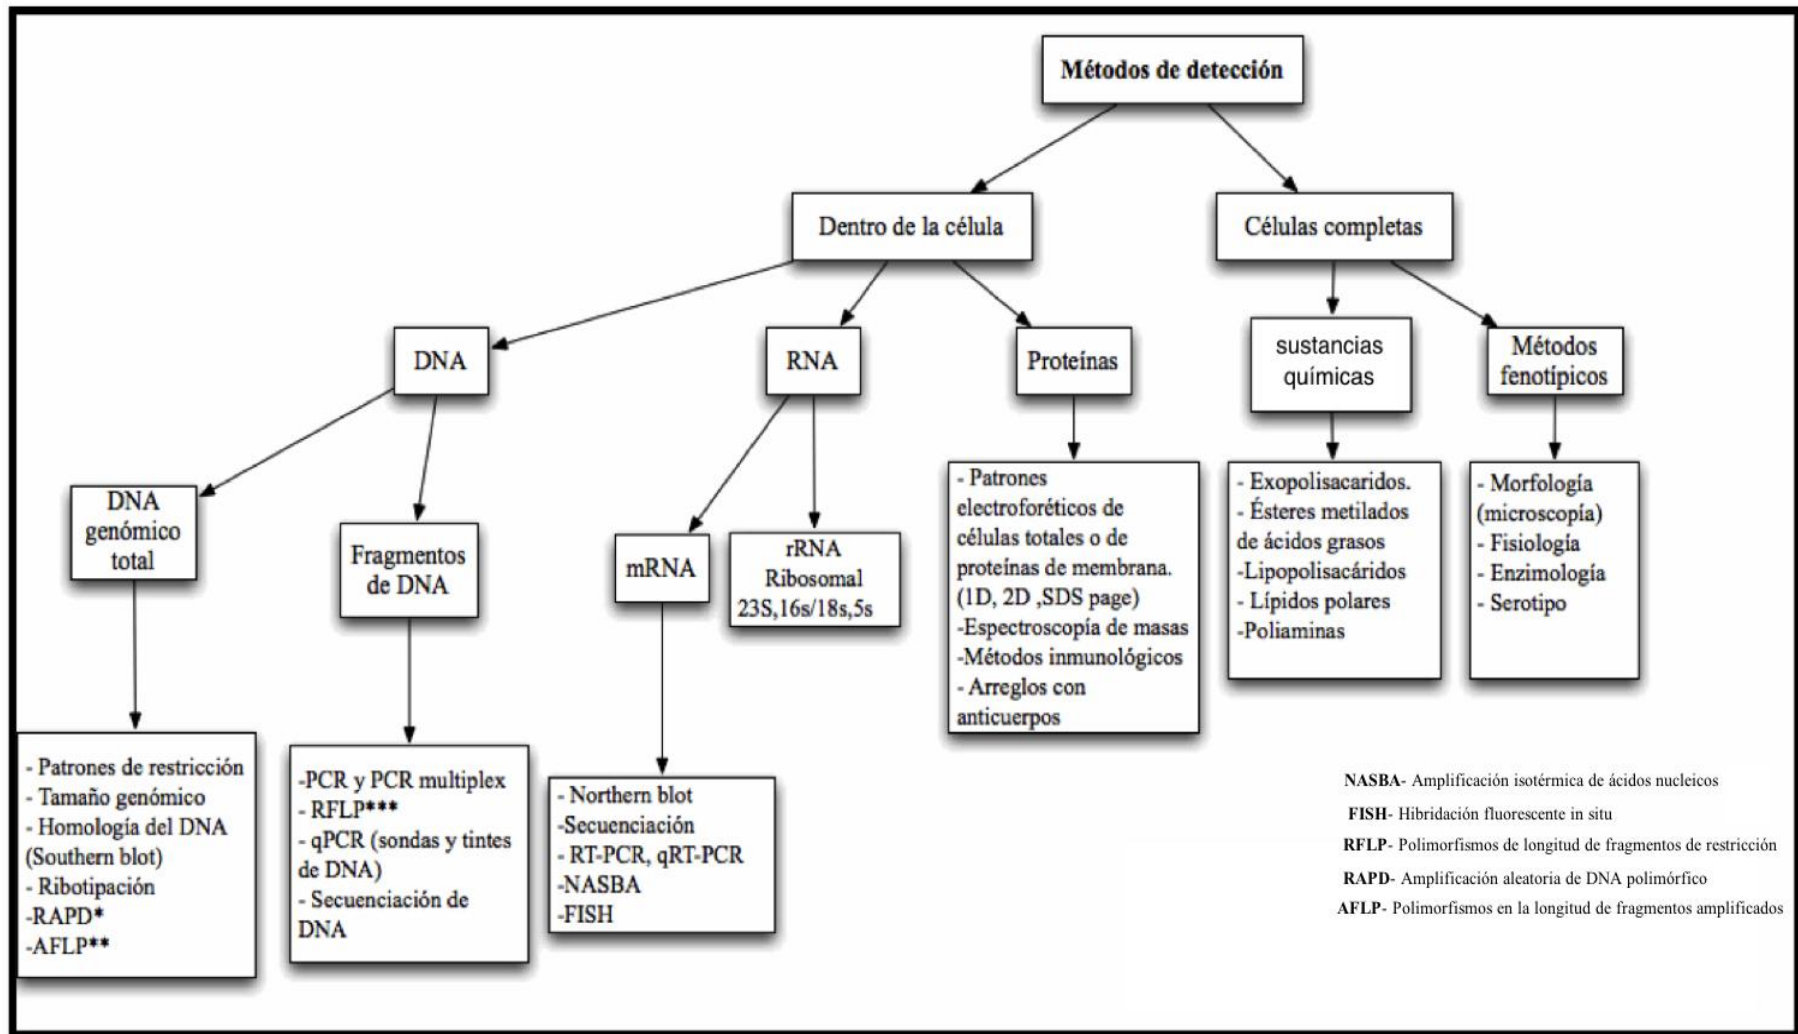 Métodos de detección
Dentro de la célula
Células completas
DNA
RNA
Proteínas
sustancias
químicas
Métodos
fenotípicos
DNA
genómico
total
Fragmentos
de DNA
mRNA
rRNA
Ribosomal
23S,16s/18s,5s
- Patrones
electroforéticos de
células totales o de
proteínas de membrana.
(1D, 2D ,SDS page)
-Espectroscopía de masas
-Métodos inmunológicos
- Arreglos con
anticuerpos
- Exopolisacaridos.
- Ésteres metilados
de ácidos grasos
-Lipopolisacáridos
- Lípidos polares
-Poliaminas
- Morfología
(microscopía)
- Fisiología
- Enzimología
- Serotipo
- Patrones de restricción
- Tamaño genómico
- Homología del DNA
(Southern blot)
- Ribotipación
-RAPD*
-AFLP**
-PCR y PCR multiplex
- RFLP***
- qPCR (sondas y tintes
de DNA)
- Secuenciación de
DNA
- Northern blot
-Secuenciación
- RT-PCR, qRT-PCR
-NASBA
-FISH
NASBA- Amplificación isotérmica de ácidos nucleicos
FISH- Hibridación fluorescente in situ
RFLP- Polimorfismos de longitud de fragmentos de restricción
RAPD- Amplificación aleatoria de DNA polimórfico
AFLP- Polimorfismos en la longitud de fragmentos amplificados